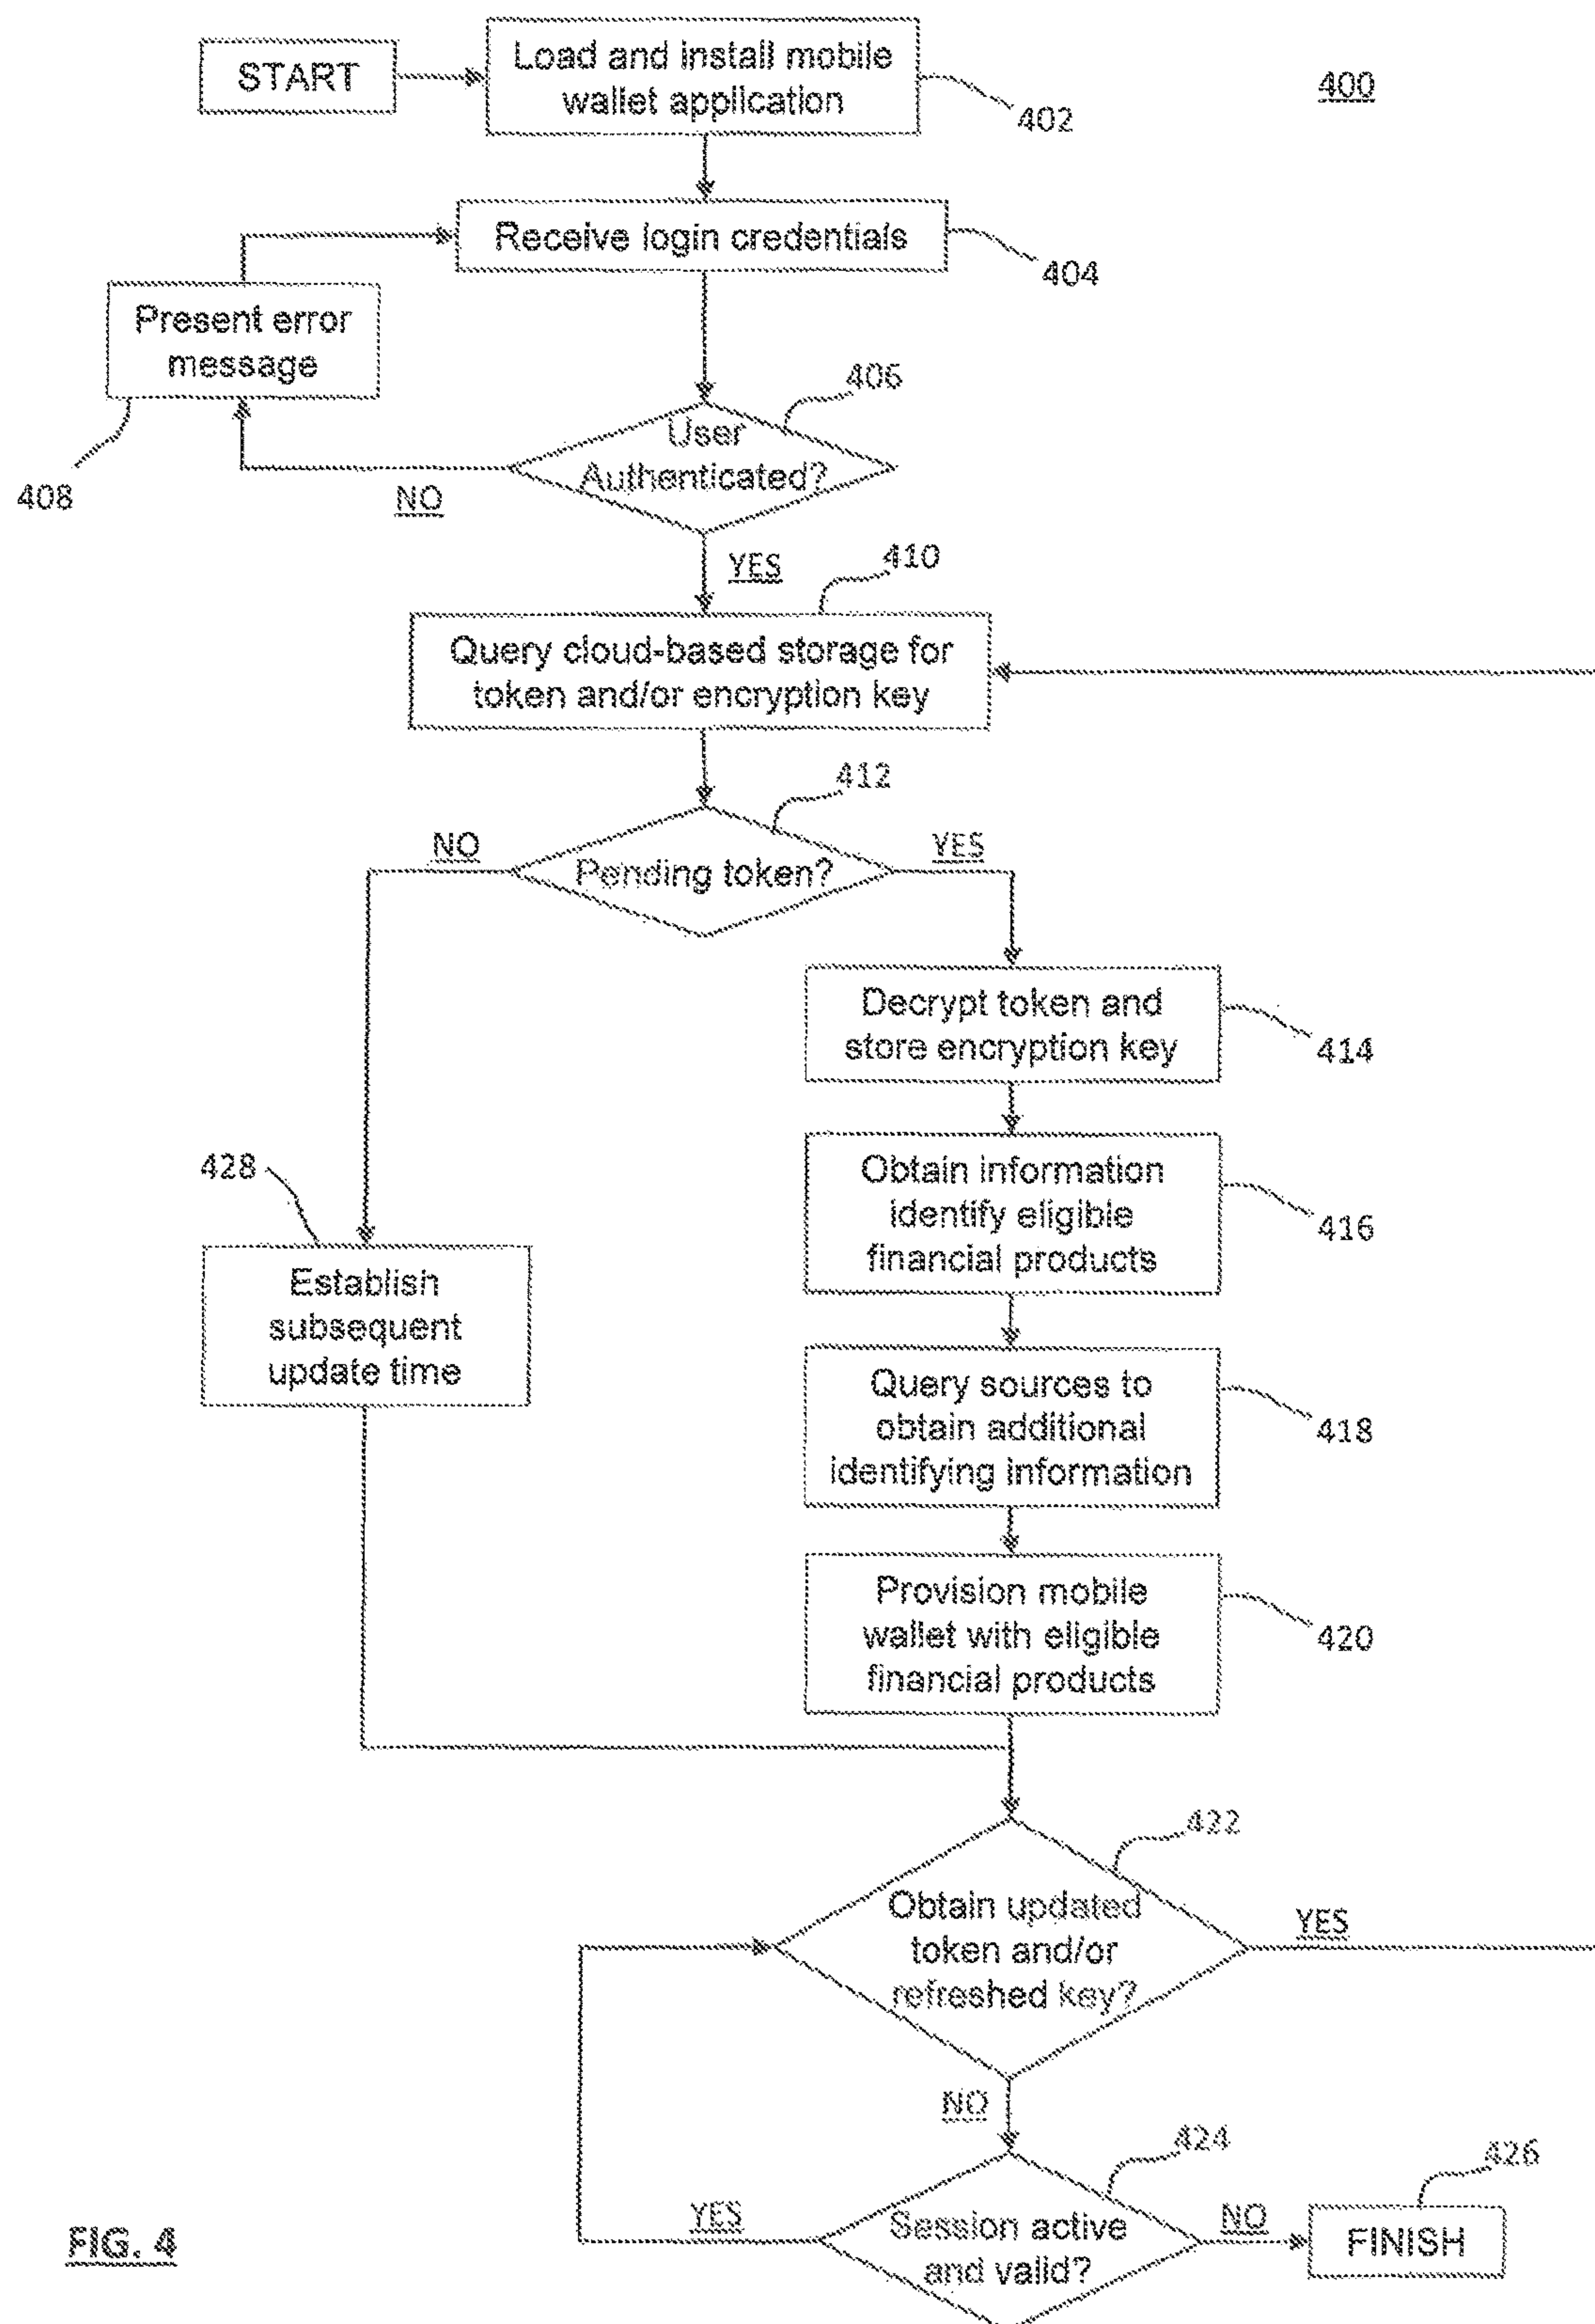 START
Load and install mobile
wallet application
400
402
Receive login credentials
404
Present error
message
406
User
Authenticated?
408
NO
YES
410
Query cloud-based storage for
token and/or encryption key
412
NO
YES
Pending token?
Decrypt token and
store encryption key
414
428
Obtain information
identify eligible
financial products
416
Establish
subsequent
update time
Query sources to
obtain additional
identifying information
418
Provision mobile
wallet with eligible
financial products
420
422
Obtain updated
token and/or
refreshed key?
YES
NO
424
426
YES
Session active
and valid?
NO
FINISH
FIG. 4